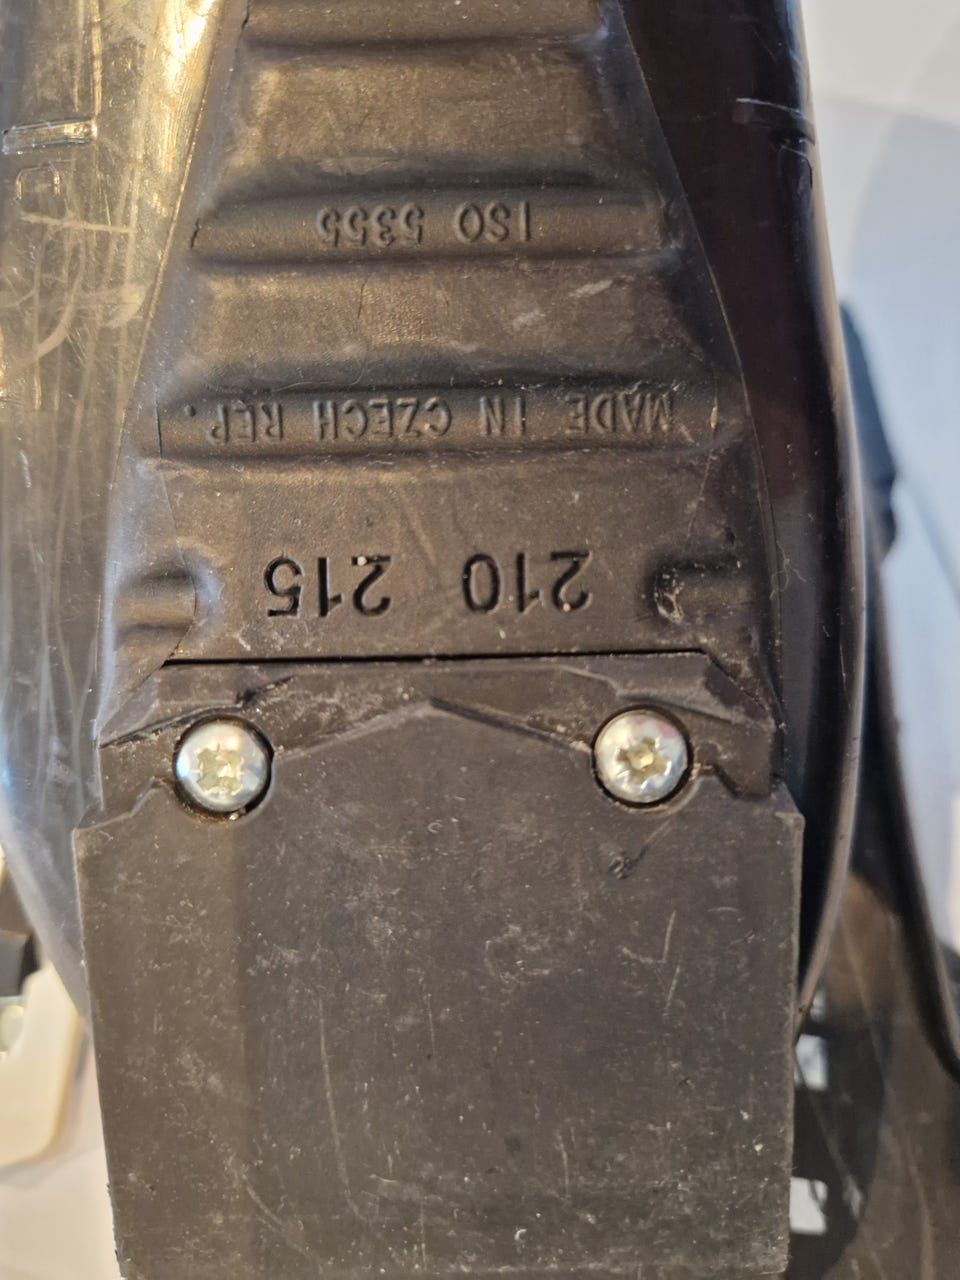 210 215
MADE IN CZECH REP.
ISO 5355